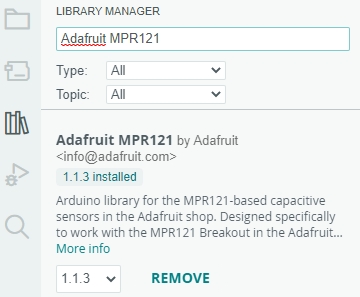 LIBRARY MANAGER
Adafruit MPR121
Type: All
Topic: All
Adafruit MPR121 by Adafruit
<info@adafruit.com>
1.1.3 installed
Arduino library for the MPR121-based capacitive
sensors in the Adafruit shop. Designed specifically
to work with the MPR121 Breakout in the Adafruit...
More info
1.1.3 REMOVE